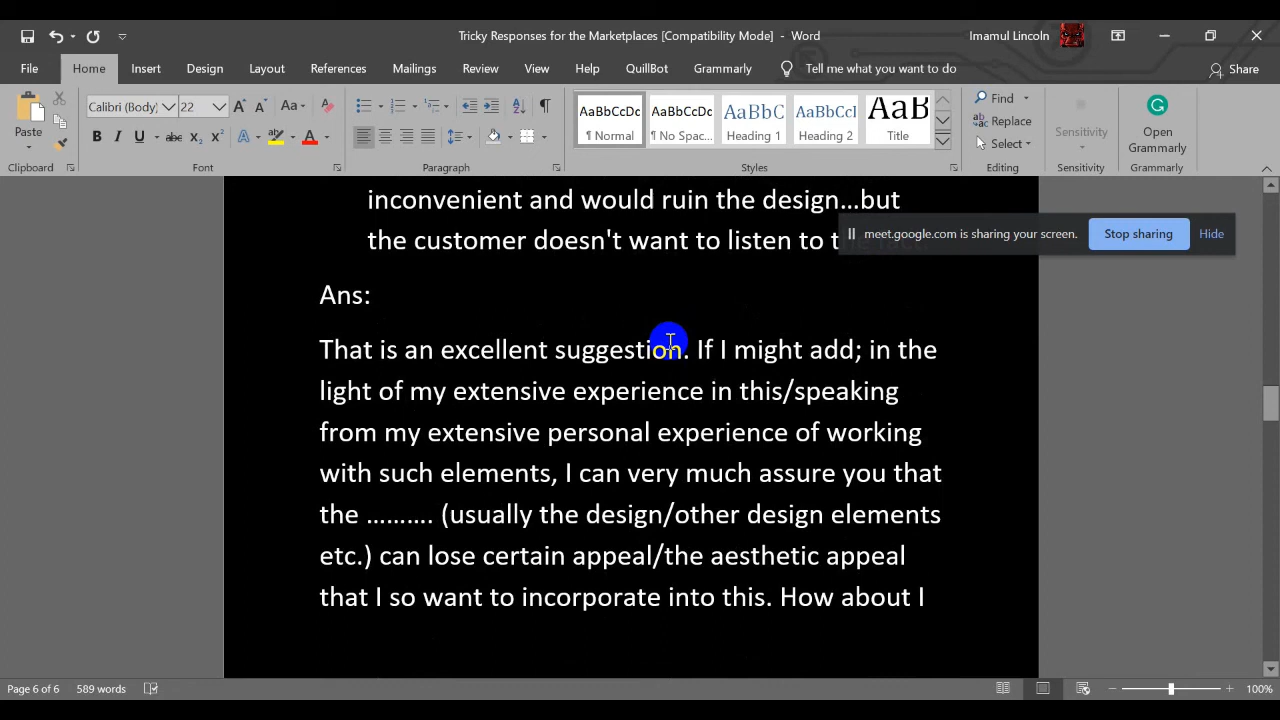 Tricky Responses for the Marketplaces [Compatibility Mode] - Word
Imamul Lincoln
File Home Insert Design Layout References Mailings Review View Help QuillBot Grammarly Tell me what you want to do Share
Calibri (Body) 22 Aa
Paste
B I U abc X2 X2 A A
AaBbCcDc AaBbCcDc AaBbC AaBbCcI AaBb
¶ Normal ¶ No Spac... Heading 1 Heading 2 Title
Find
Replace
Select
Sensitivity
Open
Grammarly
Clipboard Font Paragraph Styles Editing Sensitivity Grammarly
inconvenient and would ruin the design…but
the customer doesn't want to listen to
meet.google.com is sharing your screen. Stop sharing Hide
Ans:
That is an excellent suggestion. If I might add; in the
light of my extensive experience in this/speaking
from my extensive personal experience of working
with such elements, I can very much assure you that
the ………. (usually the design/other design elements
etc.) can lose certain appeal/the aesthetic appeal
that I so want to incorporate into this. How about I
Page 6 of 6 589 words 100%